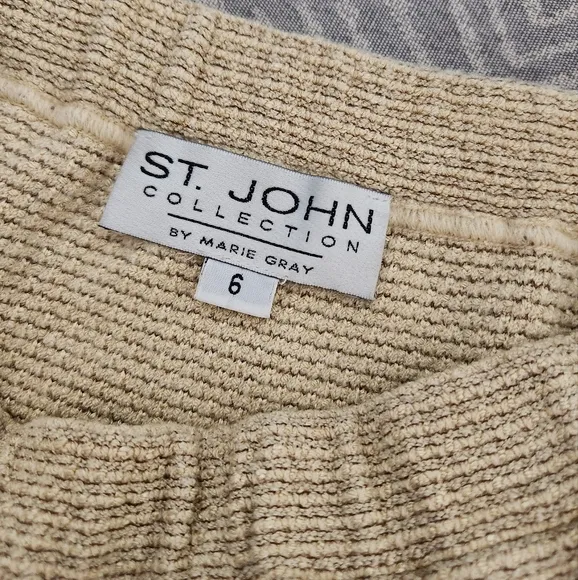 ST. JOHN
COLLECTION
BY MARIE GRAY
6